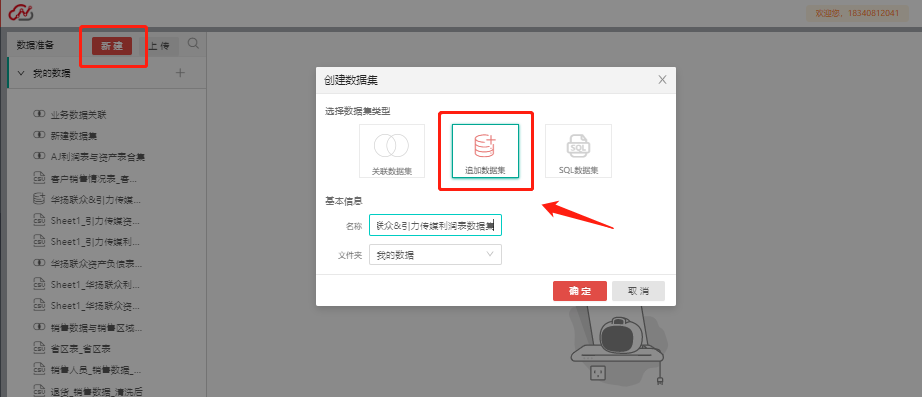 欢迎您，18340812041
数据准备
新 建
上 传
我的数据
业务数据关联
新建数据集
AJ利润表与资产表合集
客户销售情况表_客...
华扬联众&引力传媒...
Sheet1_引力传媒资...
Sheet1_引力传媒利...
华扬联众资产负债表...
Sheet1_华扬联众利...
Sheet1_华扬联众资...
销售数据与销售区域...
省区表_省区表
销售人员_销售数据_...
退货_销售数据_清洗后
创建数据集
选择数据集类型
关联数据集
追加数据集
SQL
SQL数据集
基本信息
名称
联众&引力传媒利润表数据集
文件夹
我的数据
确 定
取 消